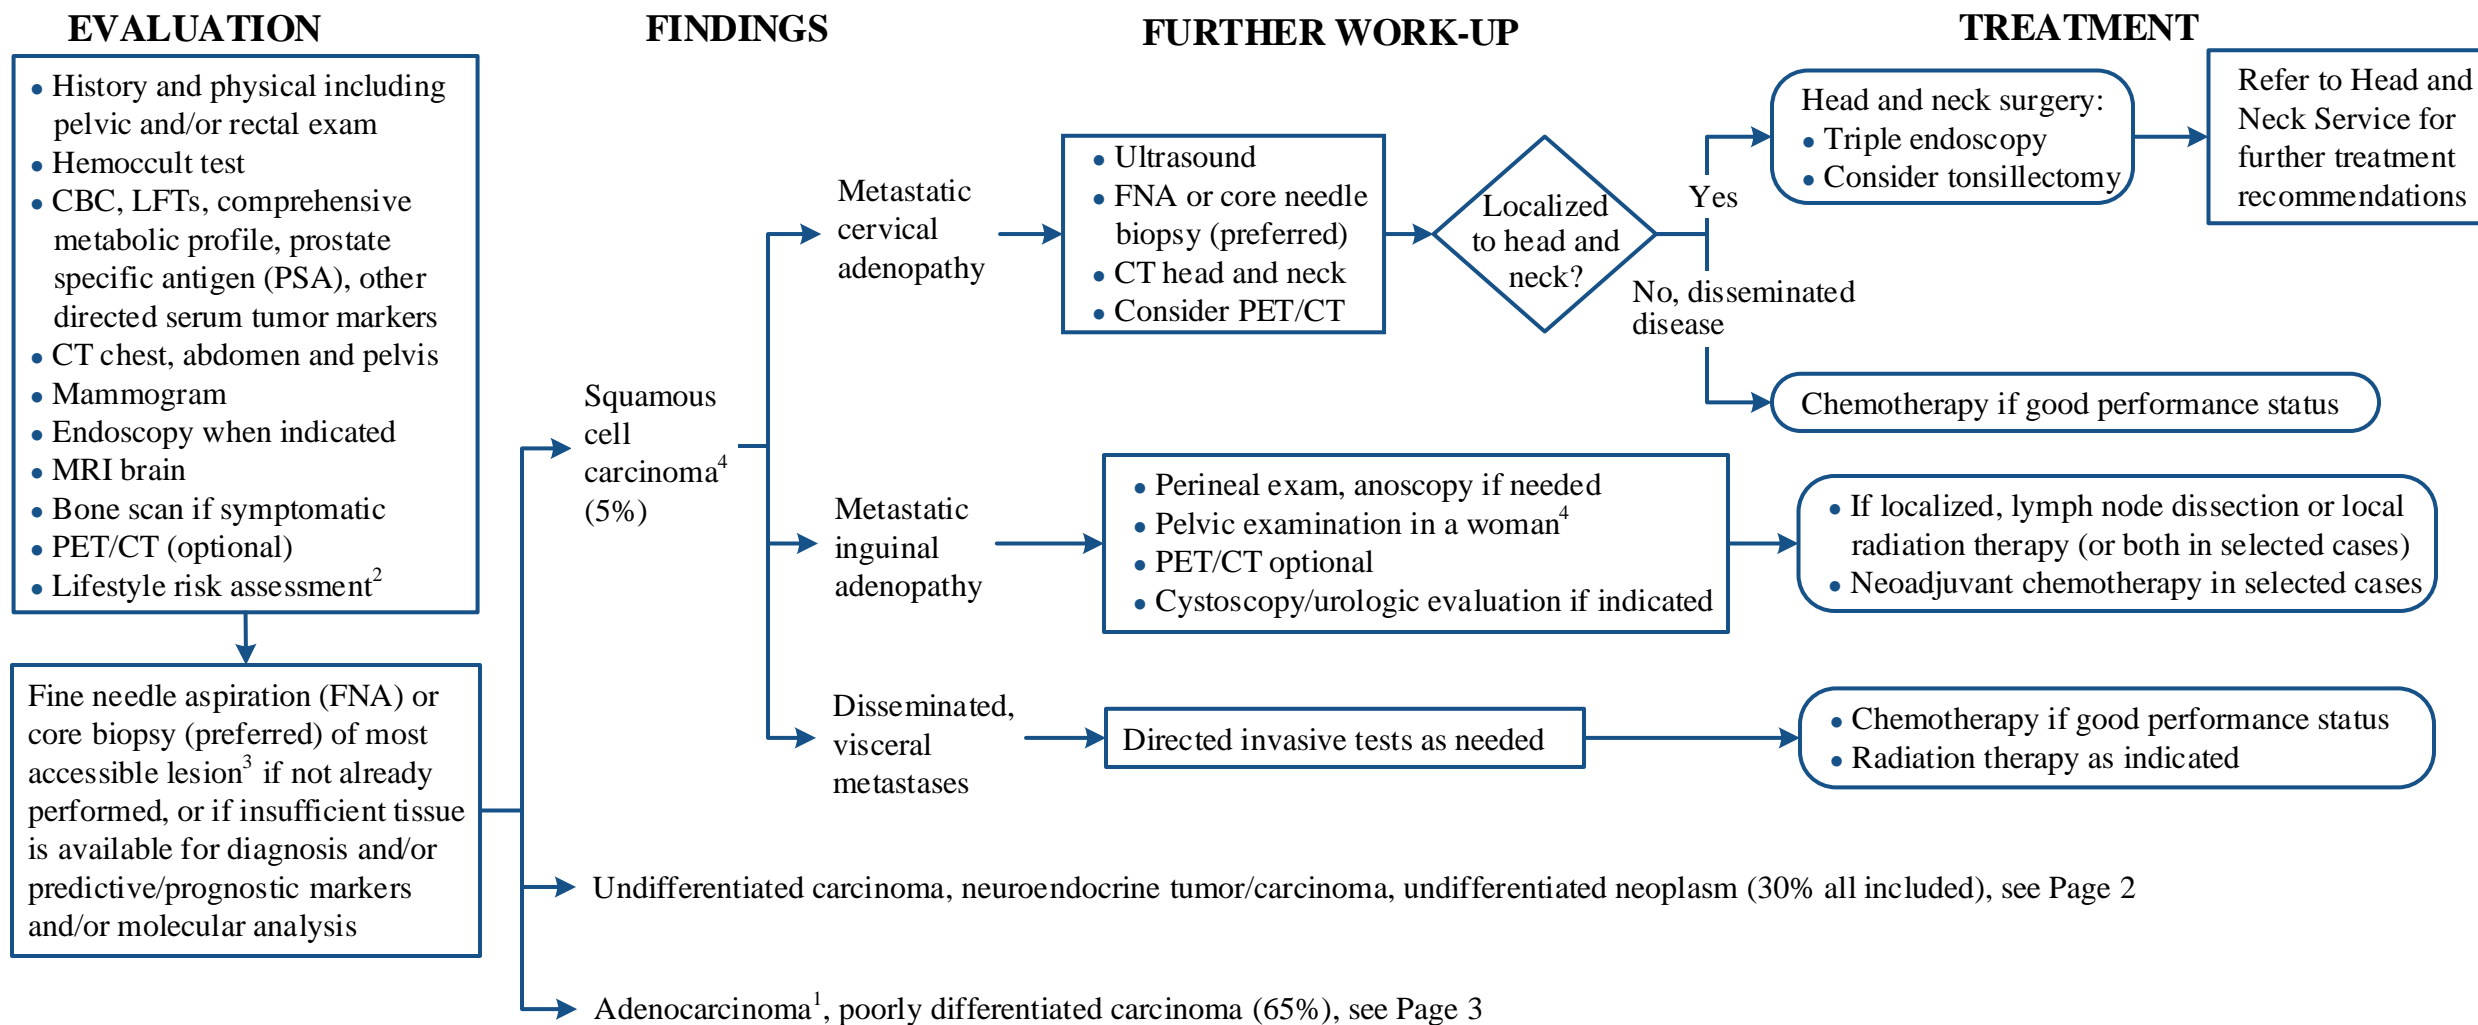 EVALUATION
FINDINGS
FURTHER WORK-UP
TREATMENT
• History and physical including
pelvic and/or rectal exam
• Hemoccult test
• CBC, LFTs, comprehensive
metabolic profile, prostate
specific antigen (PSA), other
directed serum tumor markers
• CT chest, abdomen and pelvis
• Mammogram
• Endoscopy when indicated
• MRI brain
• Bone scan if symptomatic
• PET/CT (optional)
• Lifestyle risk assessment2
Fine needle aspiration (FNA) or
core biopsy (preferred) of most
accessible lesion3 if not already
performed, or if insufficient tissue
is available for diagnosis and/or
predictive/prognostic markers
and/or molecular analysis
Squamous
cell
carcinoma4
(5%)
Metastatic
cervical
adenopathy
• Ultrasound
• FNA or core needle
biopsy (preferred)
• CT head and neck
• Consider PET/CT
Localized
to head and
neck?
Yes
Head and neck surgery:
• Triple endoscopy
• Consider tonsillectomy
Refer to Head and
Neck Service for
further treatment
recommendations
No, disseminated
disease
Chemotherapy if good performance status
Metastatic
inguinal
adenopathy
• Perineal exam, anoscopy if needed
• Pelvic examination in a woman4
• PET/CT optional
• Cystoscopy/urologic evaluation if indicated
• If localized, lymph node dissection or local
radiation therapy (or both in selected cases)
• Neoadjuvant chemotherapy in selected cases
Disseminated,
visceral
metastases
Directed invasive tests as needed
• Chemotherapy if good performance status
• Radiation therapy as indicated
Undifferentiated carcinoma, neuroendocrine tumor/carcinoma, undifferentiated neoplasm (30% all included), see Page 2
Adenocarcinoma1, poorly differentiated carcinoma (65%), see Page 3